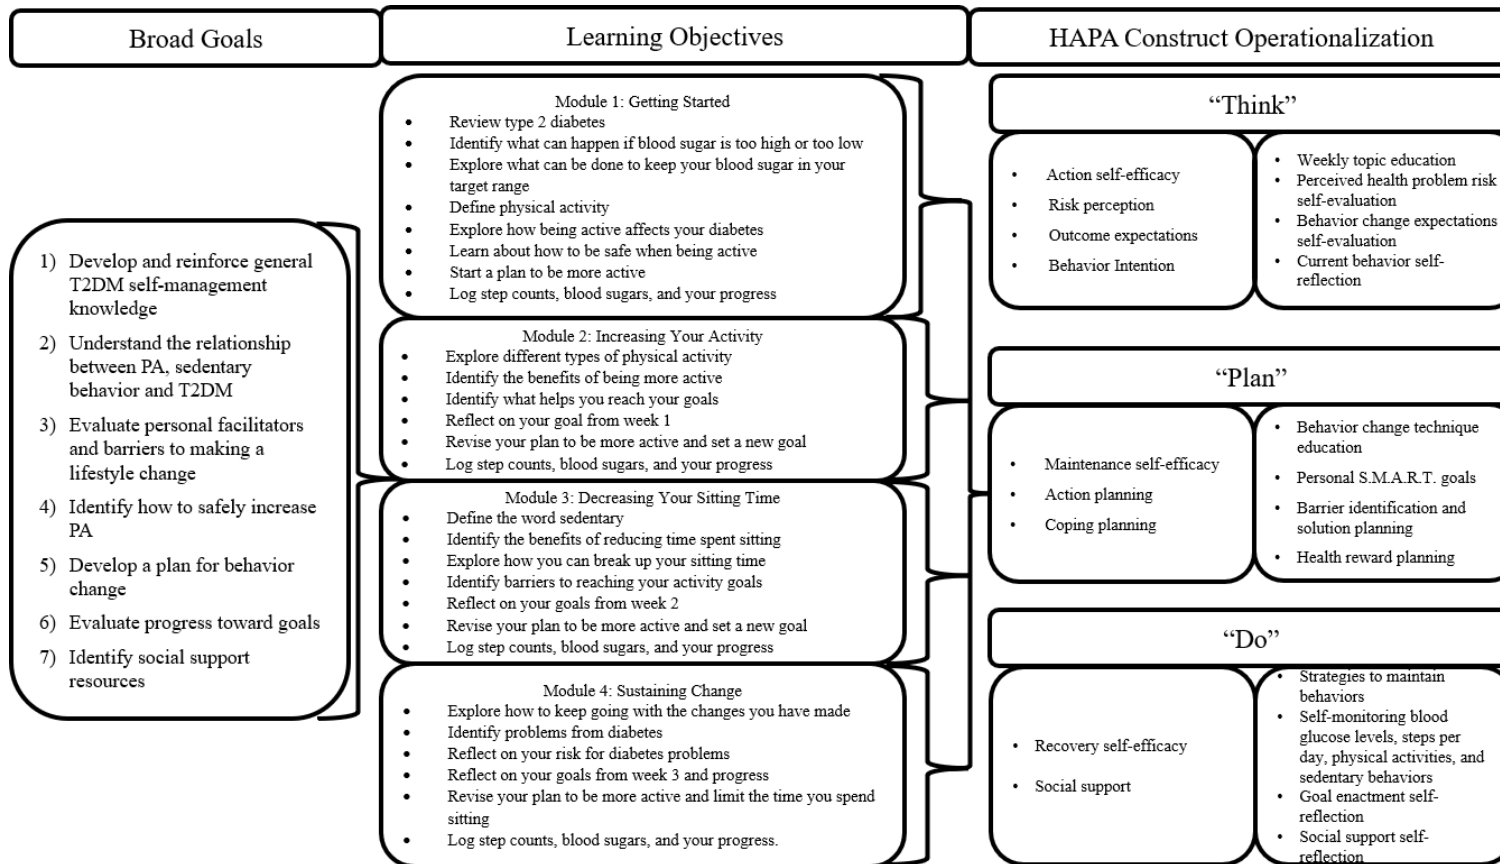 Broad Goals
Learning Objectives
HAPA Construct Operationalization
1) Develop and reinforce general
T2DM self-management
knowledge
2) Understand the relationship
between PA, sedentary
behavior and T2DM
3) Evaluate personal facilitators
and barriers to making a
lifestyle change
4) Identify how to safely increase
PA
5) Develop a plan for behavior
change
6) Evaluate progress toward goals
7) Identify social support
resources
Module 1: Getting Started
• Review type 2 diabetes
• Identify what can happen if blood sugar is too high or too low
• Explore what can be done to keep your blood sugar in your
target range
• Define physical activity
• Explore how being active affects your diabetes
• Learn about how to be safe when being active
• Start a plan to be more active
• Log step counts, blood sugars, and your progress
Module 2: Increasing Your Activity
• Explore different types of physical activity
• Identify the benefits of being more active
• Identify what helps you reach your goals
• Reflect on your goal from week 1
• Revise your plan to be more active and set a new goal
• Log step counts, blood sugars, and your progress
Module 3: Decreasing Your Sitting Time
• Define the word sedentary
• Identify the benefits of reducing time spent sitting
• Explore how you can break up your sitting time
• Identify barriers to reaching your activity goals
• Reflect on your goals from week 2
• Revise your plan to be more active and set a new goal
• Log step counts, blood sugars, and your progress
Module 4: Sustaining Change
• Explore how to keep going with the changes you have made
• Identify problems from diabetes
• Reflect on your risk for diabetes problems
• Reflect on your goals from week 3 and progress
• Revise your plan to be more active and limit the time you spend
sitting
• Log step counts, blood sugars, and your progress.
“Think”
• Action self-efficacy
• Risk perception
• Outcome expectations
• Behavior Intention
• Weekly topic education
• Perceived health problem risk
self-evaluation
• Behavior change expectations
self-evaluation
• Current behavior self-
reflection
“Plan”
• Maintenance self-efficacy
• Action planning
• Coping planning
• Behavior change technique
education
• Personal S.M.A.R.T. goals
• Barrier identification and
solution planning
• Health reward planning
“Do”
• Recovery self-efficacy
• Social support
• Strategies to maintain
behaviors
• Self-monitoring blood
glucose levels, steps per
day, physical activities, and
sedentary behaviors
• Goal enactment self-
reflection
• Social support self-
reflection